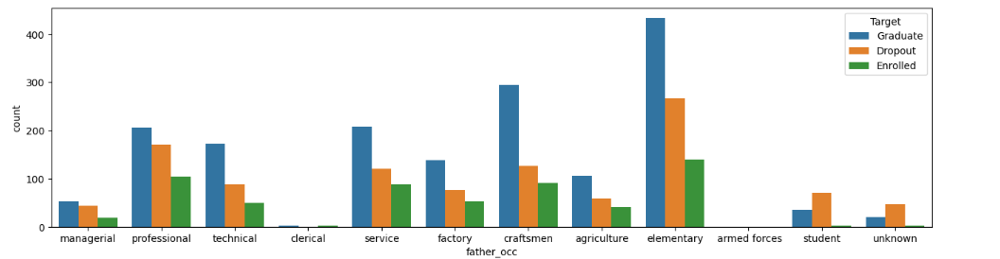 400
300
200
100
0
count
Target
Graduate
Dropout
Enrolled
managerial professional technical clerical service factory craftsmen agriculture elementary armed forces student unknown
father_occ